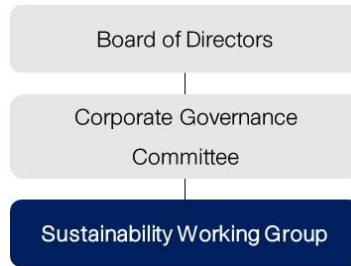 Board of Directors
Corporate Governance
Committee
Sustainability Working Group